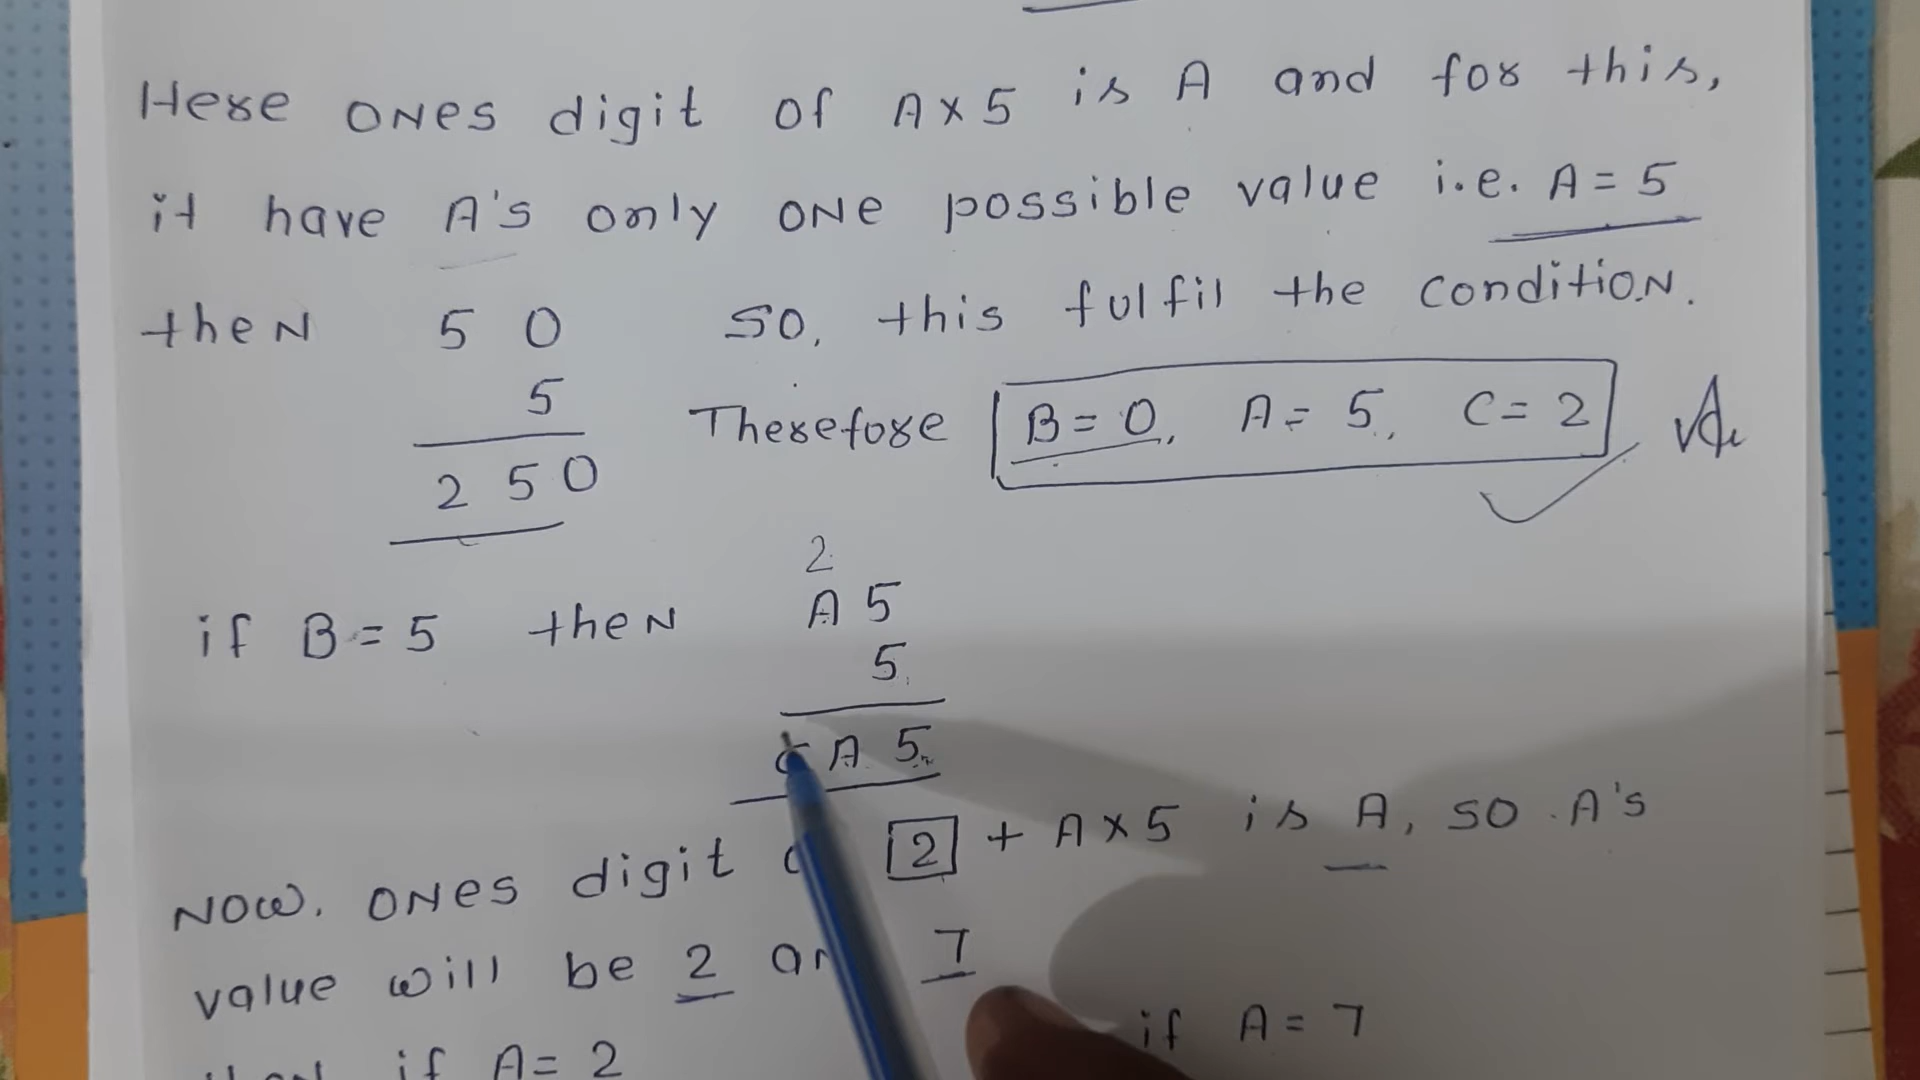 Here ones digit of A x 5 is A and for this,
it have A's only one possible value i.e. A = 5
then 5 0 So, this fulfil the condition.
5
2 5 0
Therefore B = 0, A = 5, C = 2
2
if B = 5 then A 5
5
C A 5
Now, ones digit 2 + A x 5 is A, so A's
value will be 2 7
if A = 2 if A = 7